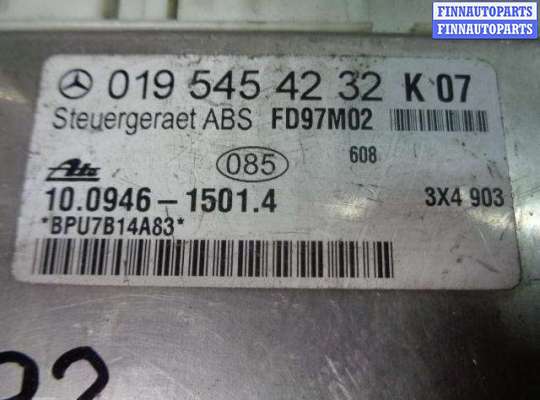 FINNAUTOPARTS
FINNAUTOPARTS
019 545 42 32 K 07
Steuergeraet ABS FD97M02
Ate 085 608
10.0946-1501.4 3X4 903
*BPU7B14A83*